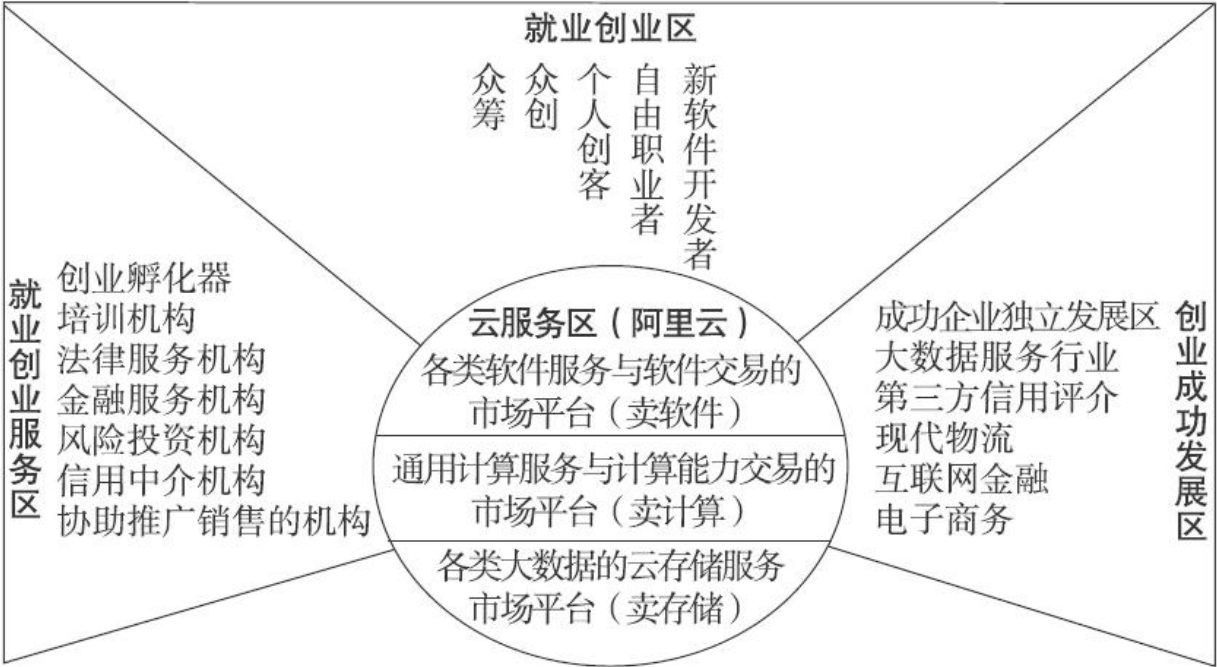 就业创业区
众筹
众创
个人创客
自由职业者
新软件开发者
就业创业服务区
创业孵化器
培训机构
法律服务机构
金融服务机构
风险投资机构
信用中介机构
协助推广销售的机构
云服务区（阿里云）
各类软件服务与软件交易的
市场平台（卖软件）
通用计算服务与计算能力交易的
市场平台（卖计算）
各类大数据的云存储服务
市场平台（卖存储）
成功企业独立发展区
大数据服务行业
第三方信用评介
现代物流
互联网金融
电子商务
创业成功发展区